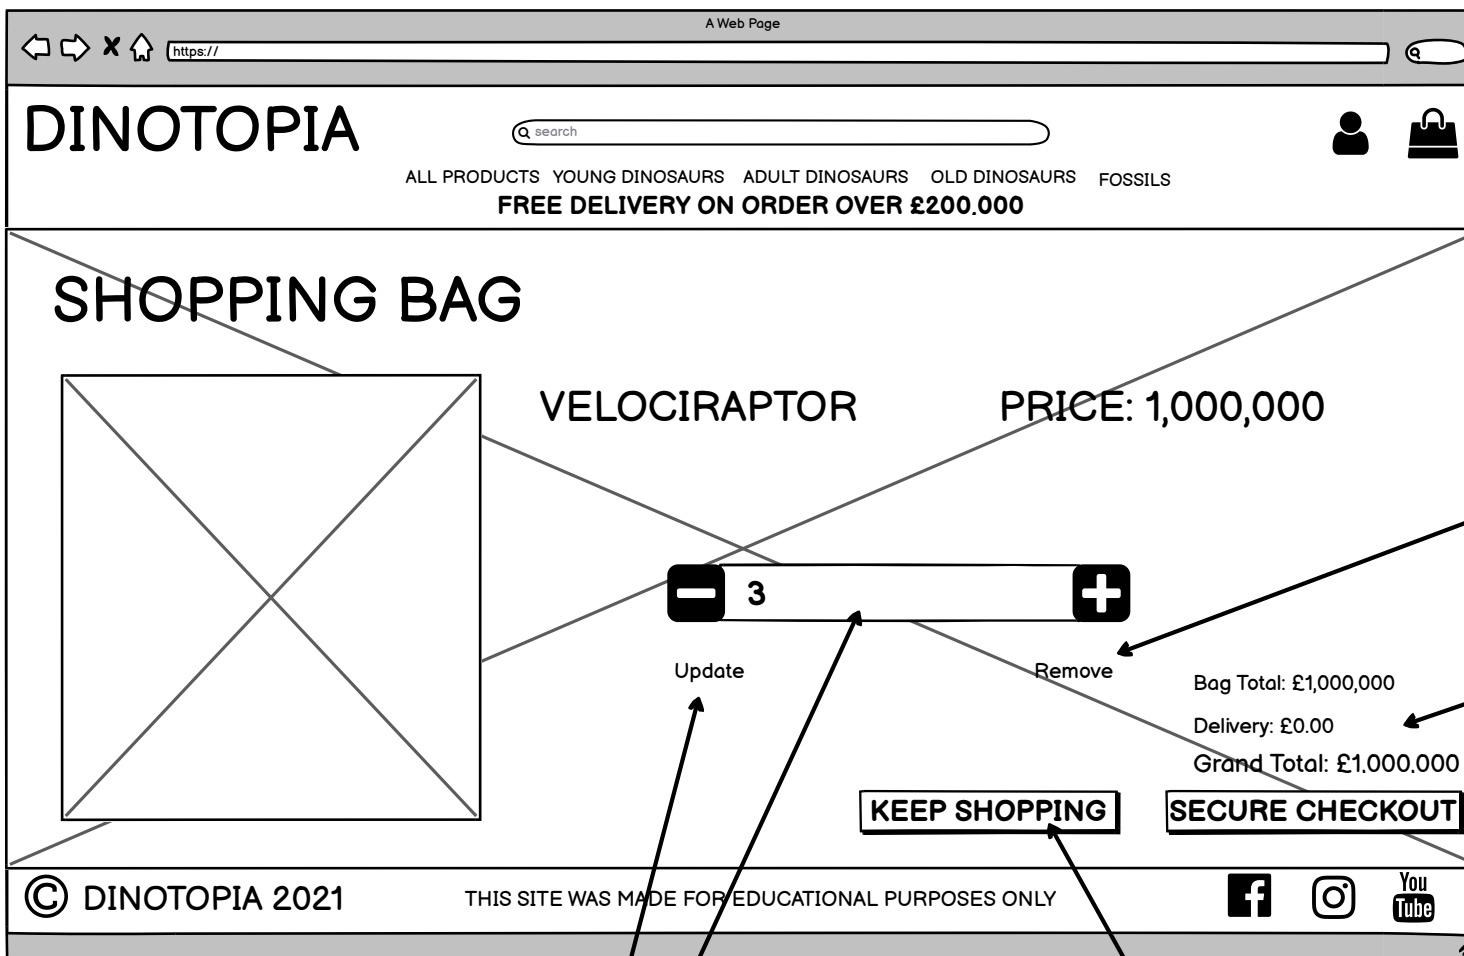 A Web Page
https://
DINOTOPIA
search
ALL PRODUCTS YOUNG DINOSAURS ADULT DINOSAURS OLD DINOSAURS FOSSILS
FREE DELIVERY ON ORDER OVER £200,000
SHOPPING BAG
VELOCIRAPTOR PRICE: 1,000,000
3
Update Remove
Bag Total: £1,000,000
Delivery: £0.00
Grand Total: £1,000,000
KEEP SHOPPING SECURE CHECKOUT
© DINOTOPIA 2021 THIS SITE WAS MADE FOR EDUCATIONAL PURPOSES ONLY
You
Tube